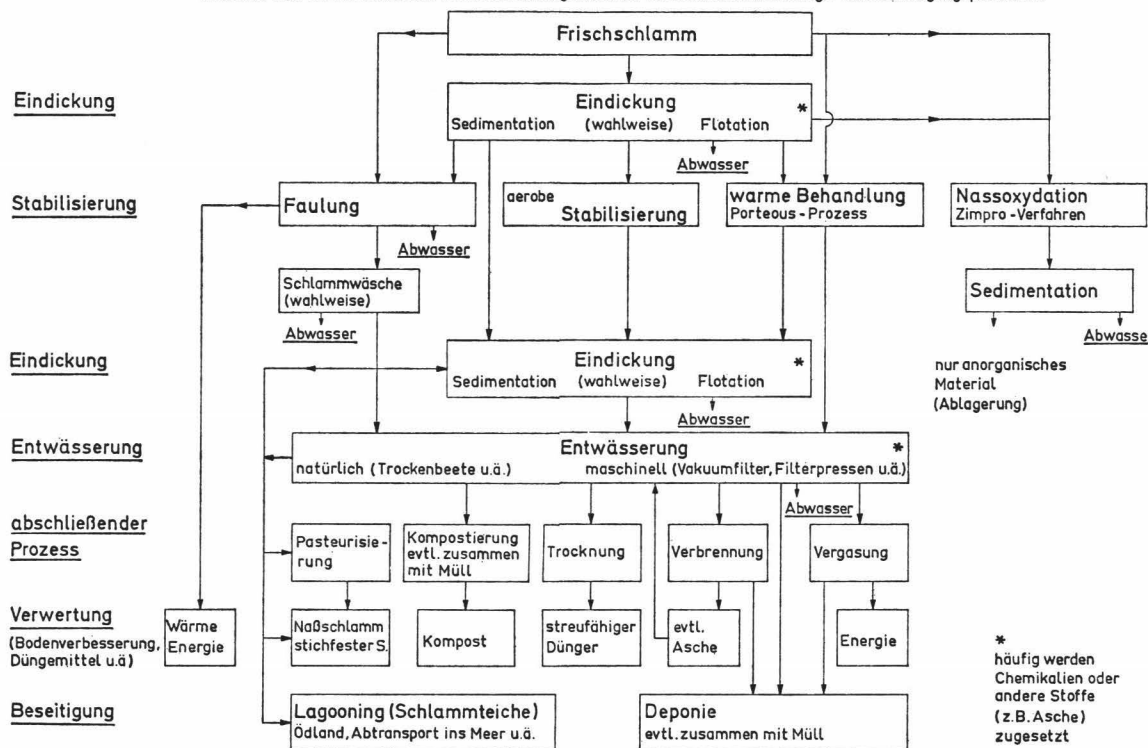 Frischschlamm
Eindickung
Eindickung
*
Sedimentation (wahlweise) Flotation
Abwasser
Stabilisierung
Faulung
aerobe
Stabilisierung
warme Behandlung
Porteous - Prozess
Nassoxydation
Zimpro - Verfahren
Abwasser
Schlammwäsche
(wahlweise)
Abwasser
Sedimentation
Abwasse
Eindickung
Eindickung
*
Sedimentation (wahlweise) Flotation
Abwasser
nur anorganisches
Material
(Ablagerung)
Entwässerung
Entwässerung
*
natürlich (Trockenbeete u.ä.) maschinell (Vakuumfilter, Filterpressen u.ä.)
Abwasser
abschließender
Prozess
Pasteurisie-
rung
Kompostierung
evtl. zusammen
mit Müll
Trocknung
Verbrennung
Vergasung
Verwertung
(Bodenverbesserung,
Düngemittel u.ä)
Wärme
Energie
Naßschlamm
stichfester S.
Kompost
streufähiger
Dünger
evtl.
Asche
Energie
*
häufig werden
Chemikalien oder
andere Stoffe
(z.B. Asche)
zugesetzt
Beseitigung
Lagooning (Schlammteiche)
Ödland, Abtransport ins Meer u.ä.
Deponie
evtl. zusammen mit Müll